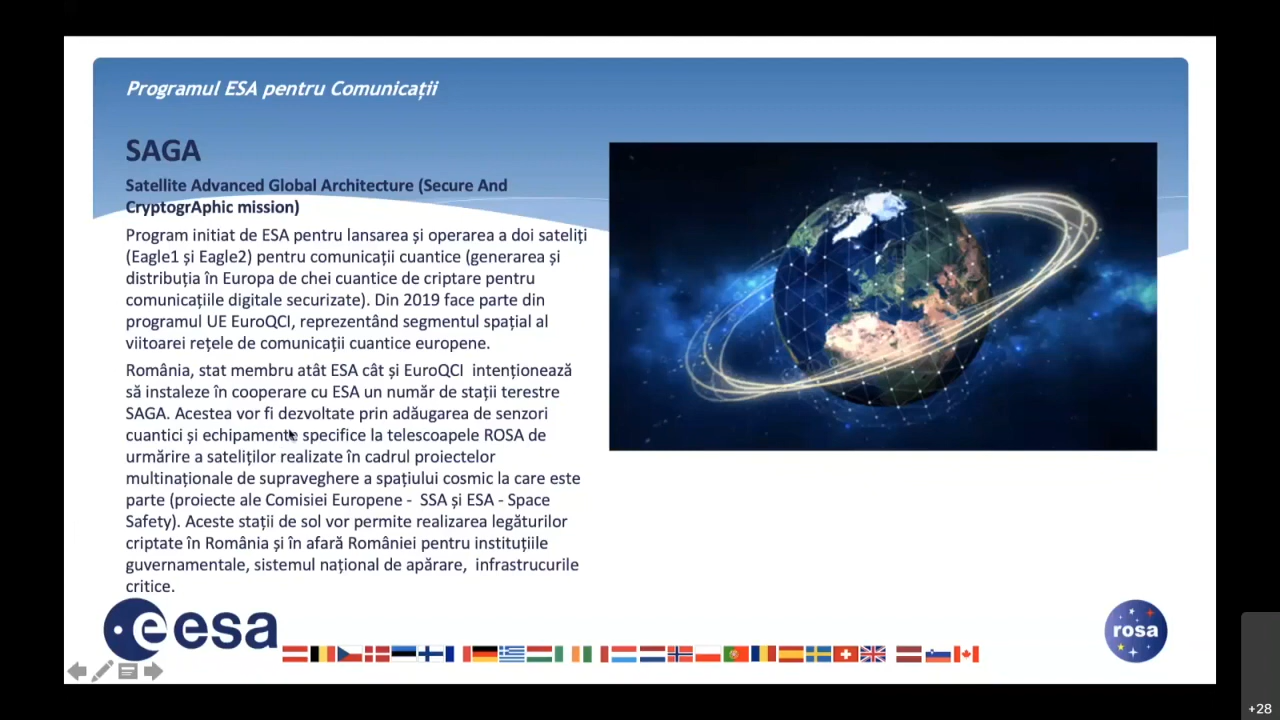 Programul ESA pentru Comunicații
SAGA
Satellite Advanced Global Architecture (Secure And
CryptogrAphic mission)
Program inițiat de ESA pentru lansarea și operarea a doi sateliți
(Eagle1 și Eagle2) pentru comunicații cuantice (generarea și
distribuția în Europa de chei cuantice de criptare pentru
comunicațiile digitale securizate). Din 2019 face parte din
programul UE EuroQCI, reprezentând segmentul spațial al
viitoarei rețele de comunicații cuantice europene.
România, stat membru atât ESA cât și EuroQCI intenționează
să instaleze în cooperare cu ESA un număr de stații terestre
SAGA. Acestea vor fi dezvoltate prin adăugarea de senzori
cuantici și echipamente specifice la telescoapele ROSA de
urmărire a sateliților realizate în cadrul proiectelor
multinaționale de supraveghere a spațiului cosmic la care este
parte (proiecte ale Comisiei Europene - SSA și ESA - Space
Safety). Aceste stații de sol vor permite realizarea legăturilor
criptate în România și în afară României pentru instituțiile
guvernamentale, sistemul național de apărare, infrastrucurile
critice.
esa
rosa
+28